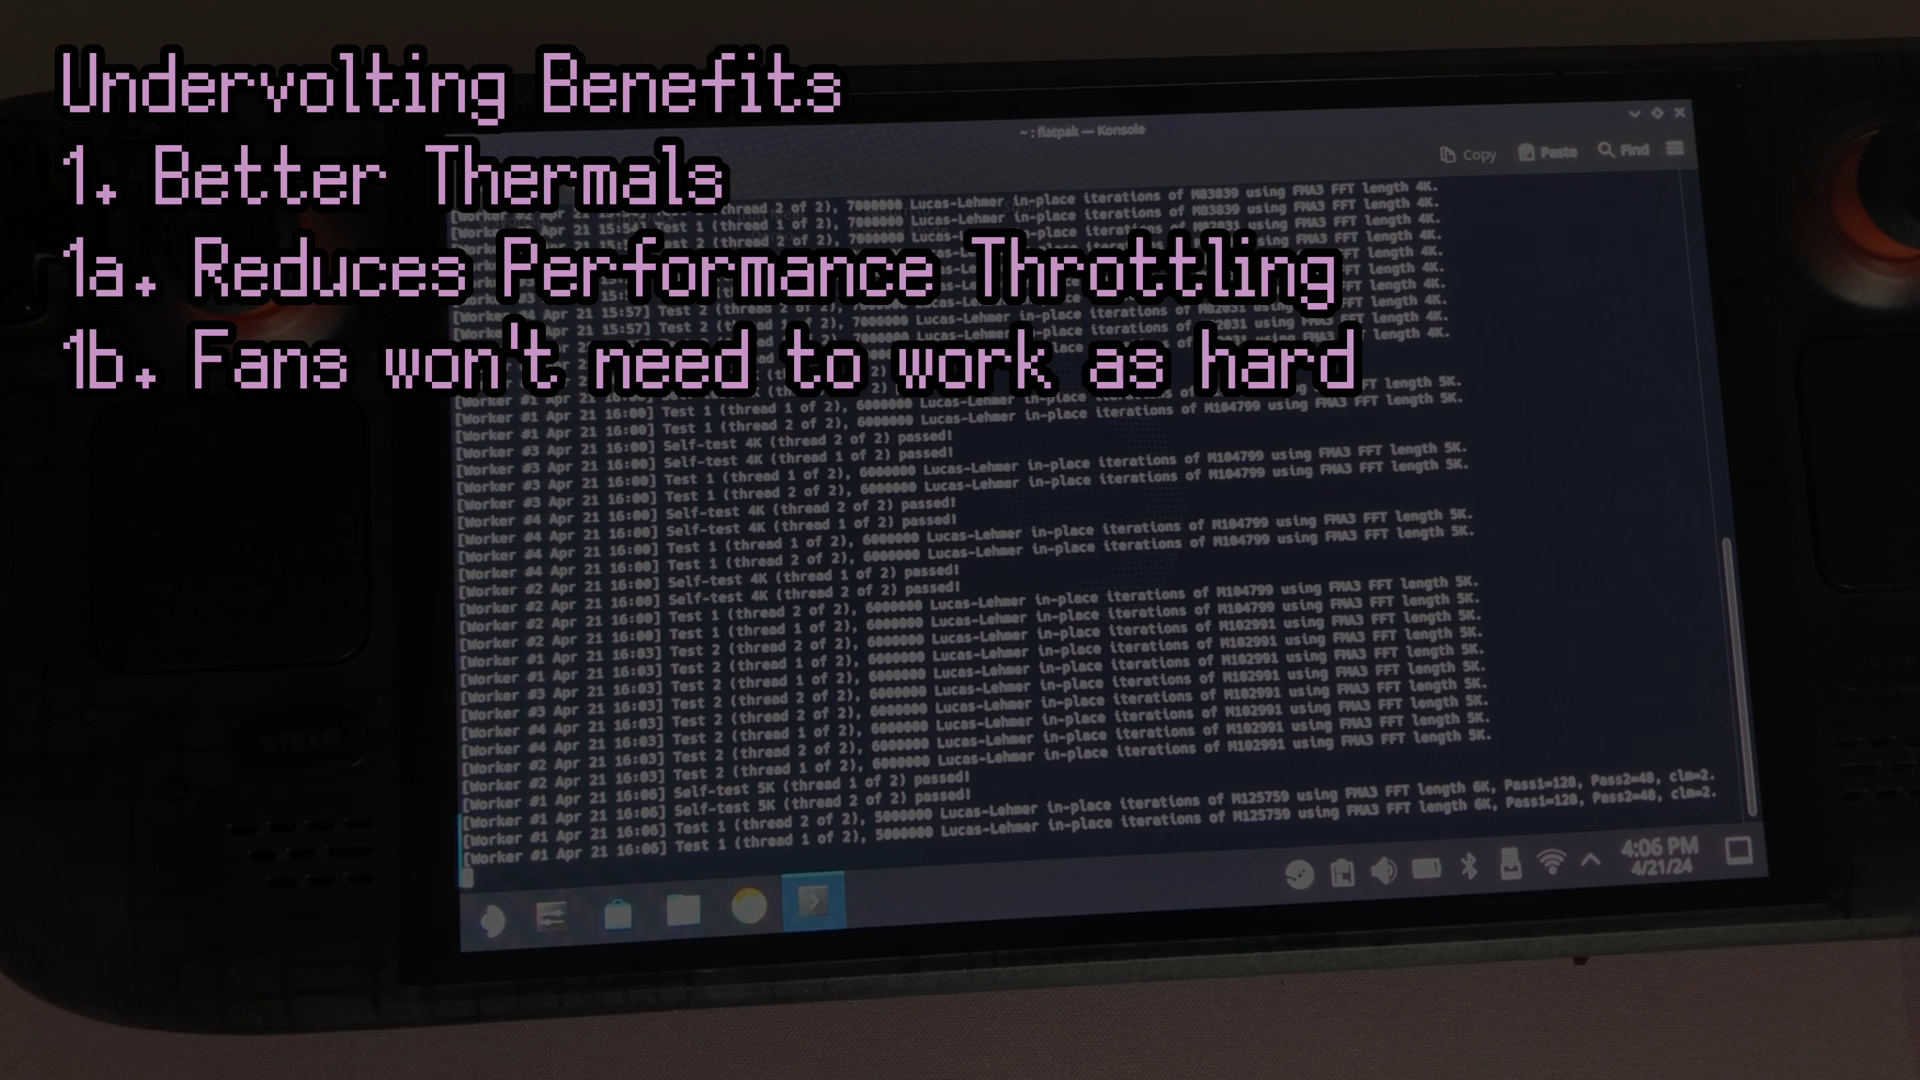 Undervolting Benefits
1. Better Thermals
1a. Reduces Performance Throttling
1b. Fans won't need to work as hard
~ : flatpak — Konsole
Copy Paste Find
7000000 Lucas-Lehmer in-place iterations of M83839 using FMA3 FFT length 4K.
[Worker #1 Apr 21 16:00] Test 1 (thread 1 of 2), 6000000 Lucas-Lehmer in-place iterations of M104799 using FMA3 FFT length 5K.
[Worker #1 Apr 21 16:00] Test 1 (thread 2 of 2), 6000000 Lucas-Lehmer in-place iterations of M104799 using FMA3 FFT length 5K.
[Worker #3 Apr 21 16:00] Self-test 4K (thread 2 of 2) passed!
[Worker #3 Apr 21 16:00] Self-test 4K (thread 1 of 2) passed!
[Worker #3 Apr 21 16:00] Test 1 (thread 1 of 2), 6000000 Lucas-Lehmer in-place iterations of M104799 using FMA3 FFT length 5K.
[Worker #3 Apr 21 16:00] Test 1 (thread 2 of 2), 6000000 Lucas-Lehmer in-place iterations of M104799 using FMA3 FFT length 5K.
[Worker #4 Apr 21 16:00] Self-test 4K (thread 2 of 2) passed!
[Worker #4 Apr 21 16:00] Self-test 4K (thread 1 of 2) passed!
[Worker #4 Apr 21 16:00] Test 1 (thread 1 of 2), 6000000 Lucas-Lehmer in-place iterations of M104799 using FMA3 FFT length 5K.
[Worker #4 Apr 21 16:00] Test 1 (thread 2 of 2), 6000000 Lucas-Lehmer in-place iterations of M104799 using FMA3 FFT length 5K.
[Worker #2 Apr 21 16:00] Self-test 4K (thread 1 of 2) passed!
[Worker #2 Apr 21 16:00] Self-test 4K (thread 2 of 2) passed!
[Worker #2 Apr 21 16:00] Test 1 (thread 2 of 2), 6000000 Lucas-Lehmer in-place iterations of M104799 using FMA3 FFT length 5K.
[Worker #2 Apr 21 16:00] Test 1 (thread 1 of 2), 6000000 Lucas-Lehmer in-place iterations of M104799 using FMA3 FFT length 5K.
[Worker #1 Apr 21 16:03] Test 2 (thread 1 of 2), 6000000 Lucas-Lehmer in-place iterations of M102991 using FMA3 FFT length 5K.
[Worker #1 Apr 21 16:03] Test 2 (thread 2 of 2), 6000000 Lucas-Lehmer in-place iterations of M102991 using FMA3 FFT length 5K.
[Worker #3 Apr 21 16:03] Test 2 (thread 1 of 2), 6000000 Lucas-Lehmer in-place iterations of M102991 using FMA3 FFT length 5K.
[Worker #3 Apr 21 16:03] Test 2 (thread 2 of 2), 6000000 Lucas-Lehmer in-place iterations of M102991 using FMA3 FFT length 5K.
[Worker #4 Apr 21 16:03] Test 2 (thread 2 of 2), 6000000 Lucas-Lehmer in-place iterations of M102991 using FMA3 FFT length 5K.
[Worker #4 Apr 21 16:03] Test 2 (thread 1 of 2), 6000000 Lucas-Lehmer in-place iterations of M102991 using FMA3 FFT length 5K.
[Worker #2 Apr 21 16:03] Test 2 (thread 1 of 2), 6000000 Lucas-Lehmer in-place iterations of M102991 using FMA3 FFT length 5K.
[Worker #2 Apr 21 16:03] Test 2 (thread 2 of 2), 6000000 Lucas-Lehmer in-place iterations of M102991 using FMA3 FFT length 5K.
[Worker #1 Apr 21 16:06] Self-test 5K (thread 1 of 2) passed!
[Worker #1 Apr 21 16:06] Self-test 5K (thread 2 of 2) passed!
[Worker #1 Apr 21 16:06] Test 1 (thread 2 of 2), 5000000 Lucas-Lehmer in-place iterations of M125759 using FMA3 FFT length 6K, Pass1=128, Pass2=48, clm=2.
[Worker #1 Apr 21 16:06] Test 1 (thread 1 of 2), 5000000 Lucas-Lehmer in-place iterations of M125759 using FMA3 FFT length 6K, Pass1=128, Pass2=48, clm=2.
4:06 PM
4/21/24
STEAM